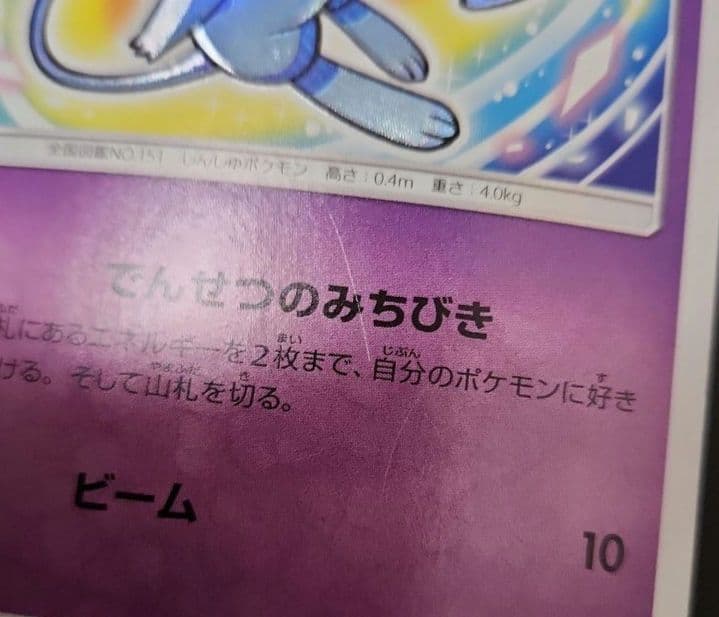 全国図鑑NO.151 しんしゅポケモン 高さ：0.4m 重さ：4.0kg
でんせつのみちびき
札にあるエネルギーを2枚まで、自分のポケモンに好き
ける。そして山札を切る。
ビーム 10